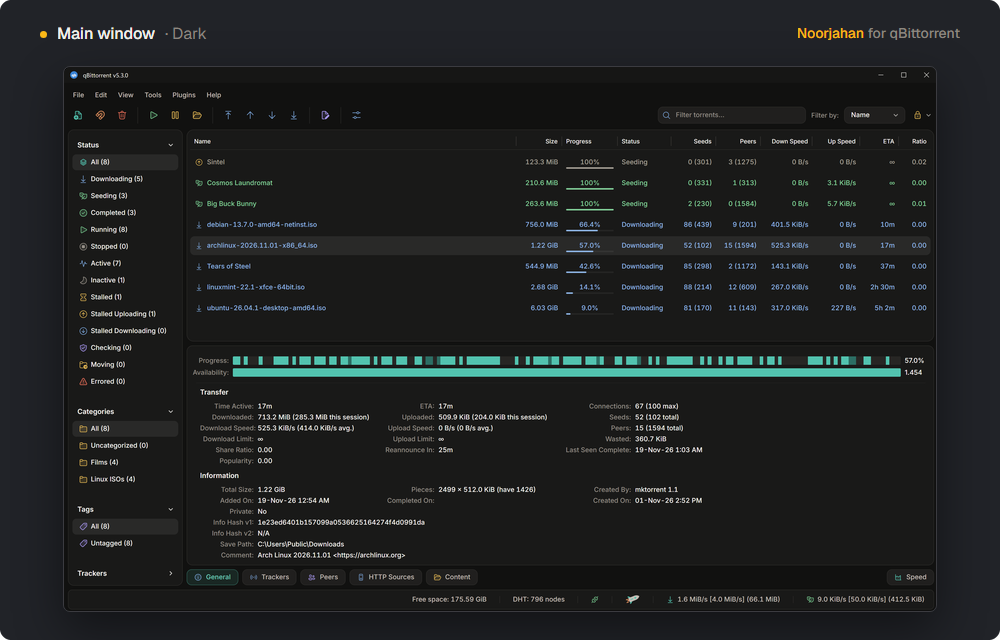 Main window · Dark
Noorjahan for qBittorrent
qBittorrent v5.3.0
File Edit View Tools Plugins Help
Filter torrents... Filter by: Name
Status
All (8)
Downloading (5)
Seeding (3)
Completed (3)
Running (8)
Stopped (0)
Active (7)
Inactive (1)
Stalled (1)
Stalled Uploading (1)
Stalled Downloading (0)
Checking (0)
Moving (0)
Errored (0)
Categories
All (8)
Uncategorized (0)
Films (4)
Linux ISOs (4)
Tags
All (8)
Untagged (8)
Trackers
Name Size Progress Status Seeds Peers Down Speed Up Speed ETA Ratio
Sintel 123.3 MiB 100% Seeding 0 (301) 3 (1275) 0 B/s 0 B/s ∞ 0.02
Cosmos Laundromat 210.6 MiB 100% Seeding 0 (331) 1 (313) 0 B/s 3.1 KiB/s ∞ 0.00
Big Buck Bunny 263.6 MiB 100% Seeding 2 (230) 0 (1584) 0 B/s 5.7 KiB/s ∞ 0.01
debian-13.7.0-amd64-netinst.iso 756.0 MiB 66.4% Downloading 86 (439) 9 (201) 401.5 KiB/s 0 B/s 10m 0.00
archlinux-2026.11.01-x86_64.iso 1.22 GiB 57.0% Downloading 52 (102) 15 (1594) 525.3 KiB/s 0 B/s 17m 0.00
Tears of Steel 544.9 MiB 42.6% Downloading 85 (298) 2 (1172) 143.1 KiB/s 0 B/s 37m 0.00
linuxmint-22.1-xfce-64bit.iso 2.68 GiB 14.1% Downloading 88 (214) 12 (609) 267.0 KiB/s 0 B/s 2h 30m 0.00
ubuntu-26.04.1-desktop-amd64.iso 6.03 GiB 9.0% Downloading 81 (170) 11 (143) 317.0 KiB/s 227 B/s 5h 2m 0.00
Progress: 57.0%
Availability: 1.454
Transfer
Time Active: 17m ETA: 17m Connections: 67 (100 max)
Downloaded: 713.2 MiB (285.3 MiB this session) Uploaded: 509.9 KiB (204.0 KiB this session) Seeds: 52 (102 total)
Download Speed: 525.3 KiB/s (414.0 KiB/s avg.) Upload Speed: 0 B/s (0 B/s avg.) Peers: 15 (1594 total)
Download Limit: ∞ Upload Limit: ∞ Wasted: 360.7 KiB
Share Ratio: 0.00 Reannounce In: 25m Last Seen Complete: 19-Nov-26 1:03 AM
Popularity: 0.00
Information
Total Size: 1.22 GiB Pieces: 2499 × 512.0 KiB (have 1426) Created By: mktorrent 1.1
Added On: 19-Nov-26 12:54 AM Completed On: Created On: 01-Nov-26 2:52 PM
Private: No
Info Hash v1: 1e23ed6401b157099a0536625164274f4d0991da
Info Hash v2: N/A
Save Path: C:\Users\Public\Downloads
Comment: Arch Linux 2026.11.01 <https://archlinux.org>
General Trackers Peers HTTP Sources Content Speed
Free space: 175.59 GiB DHT: 796 nodes 1.6 MiB/s [4.0 MiB/s] (66.1 MiB) 9.0 KiB/s [50.0 KiB/s] (412.5 KiB)